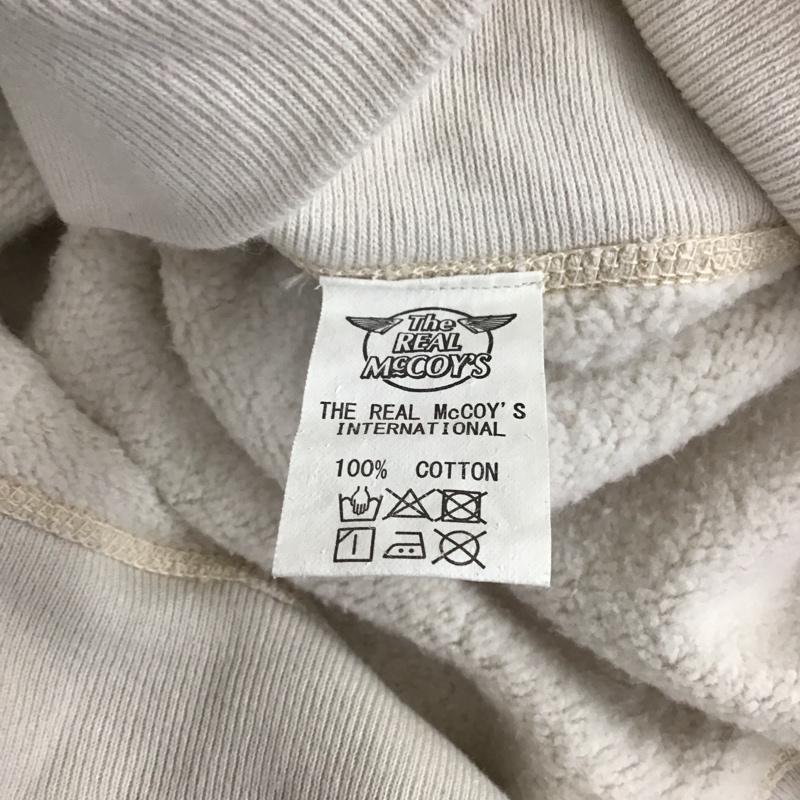 The
REAL
McCOY'S
THE REAL McCOY'S
INTERNATIONAL
100% COTTON